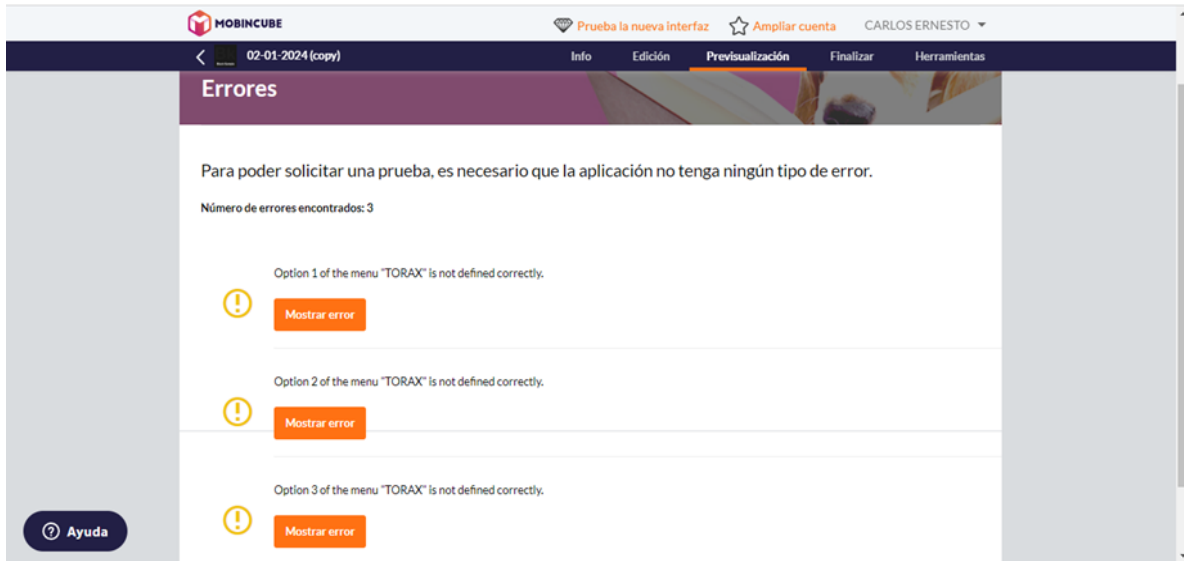 MOBINCUBE
Prueba la nueva interfaz
Ampliar cuenta
CARLOS ERNESTO
02-01-2024 (copy)
Info
Edición
Previsualización
Finalizar
Herramientas
Errores
Para poder solicitar una prueba, es necesario que la aplicación no tenga ningún tipo de error.
Número de errores encontrados: 3
Option 1 of the menu "TORAX" is not defined correctly.
Mostrar error
Option 2 of the menu "TORAX" is not defined correctly.
Mostrar error
Option 3 of the menu "TORAX" is not defined correctly.
Mostrar error
Ayuda